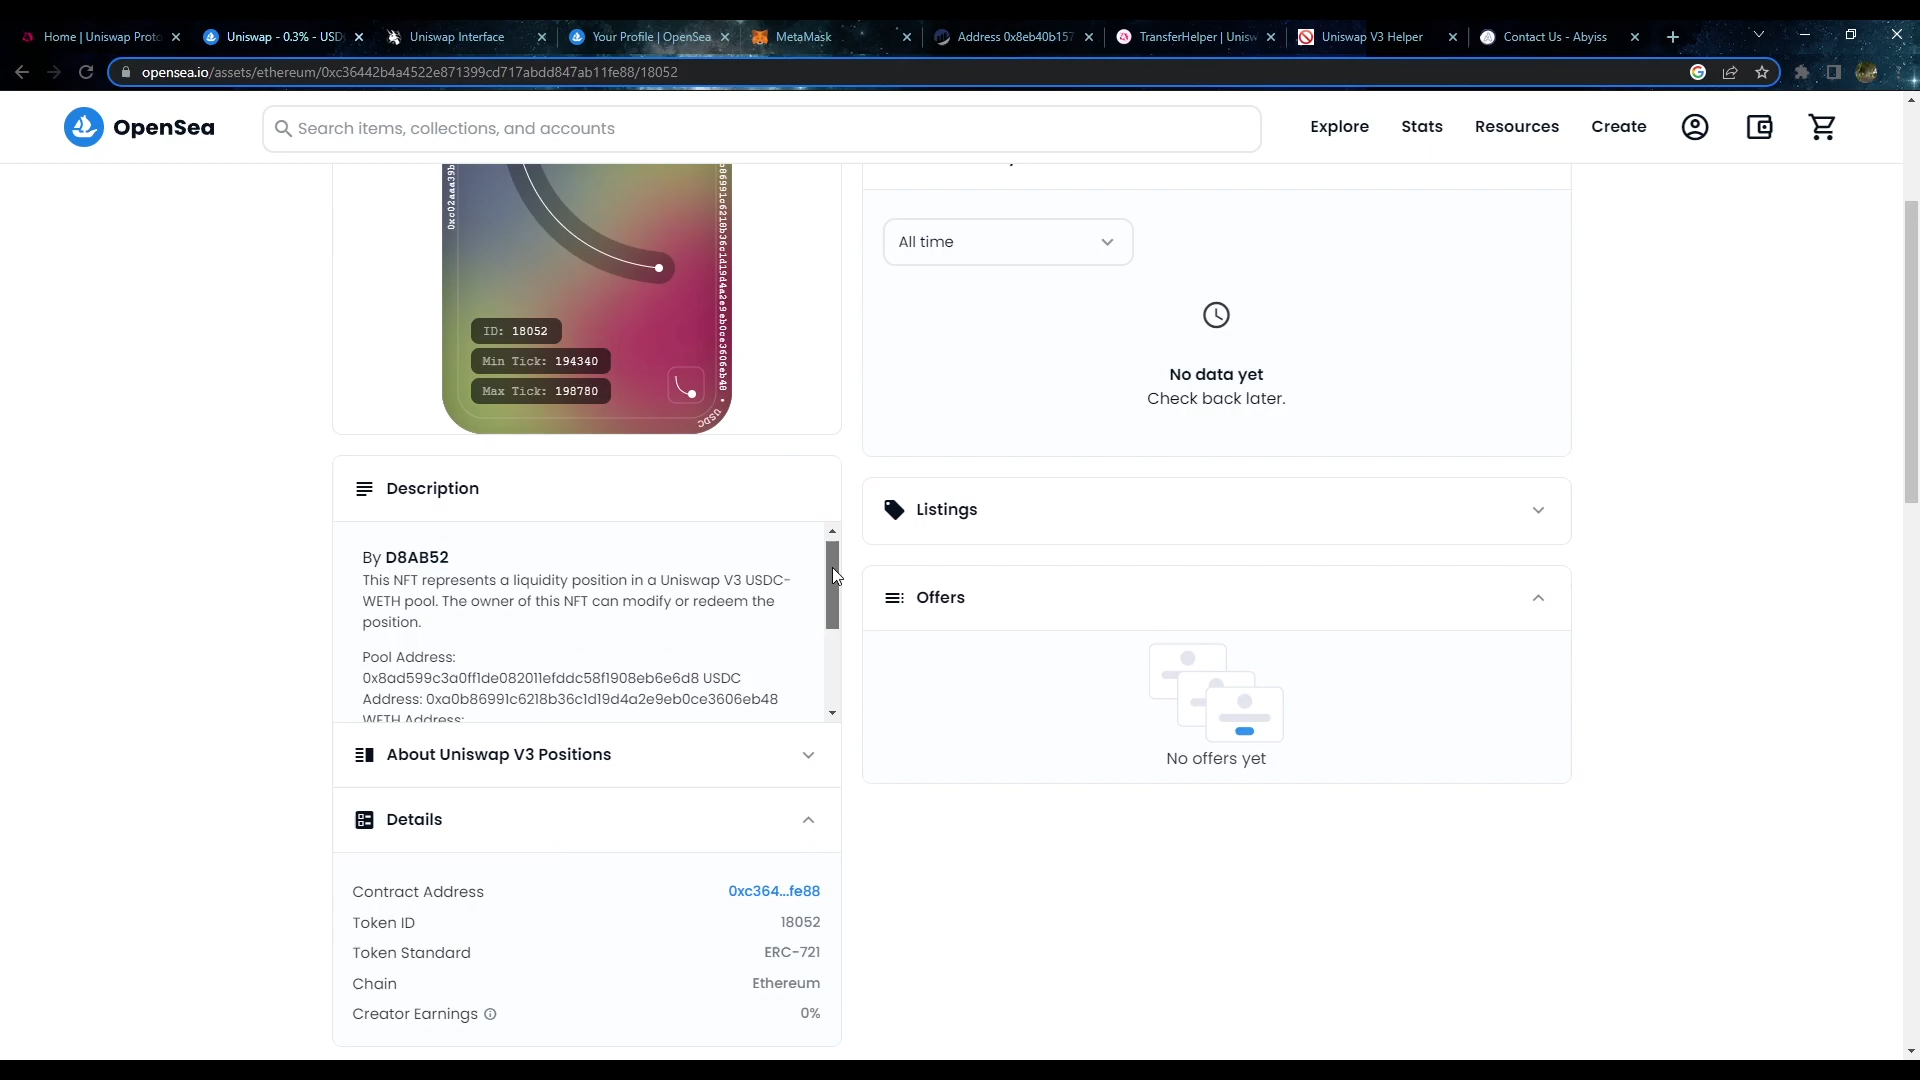 Home | Uniswap Proto
Uniswap - 0.3% - USD
Uniswap Interface
Your Profile | OpenSea
MetaMask
Address 0x8eb40b157
TransferHelper | Unisw
Uniswap V3 Helper
Contact Us - Abyiss
opensea.io/assets/ethereum/0xc36442b4a4522e871399cd717abdd847ab11fe88/18052
OpenSea
Search items, collections, and accounts
Explore
Stats
Resources
Create
ID: 18052
Min Tick: 194340
Max Tick: 198780
• USDC
All time
No data yet
Check back later.
Description
By D8AB52
This NFT represents a liquidity position in a Uniswap V3 USDC-
WETH pool. The owner of this NFT can modify or redeem the
position.
Pool Address:
0x8ad599c3a0ff1de082011efddc58f1908eb6e6d8 USDC
Address: 0xa0b86991c6218b36c1d19d4a2e9eb0ce3606eb48
WETH Address:
Listings
Offers
No offers yet
About Uniswap V3 Positions
Details
Contract Address
0xc364...fe88
Token ID
18052
Token Standard
ERC-721
Chain
Ethereum
Creator Earnings
0%